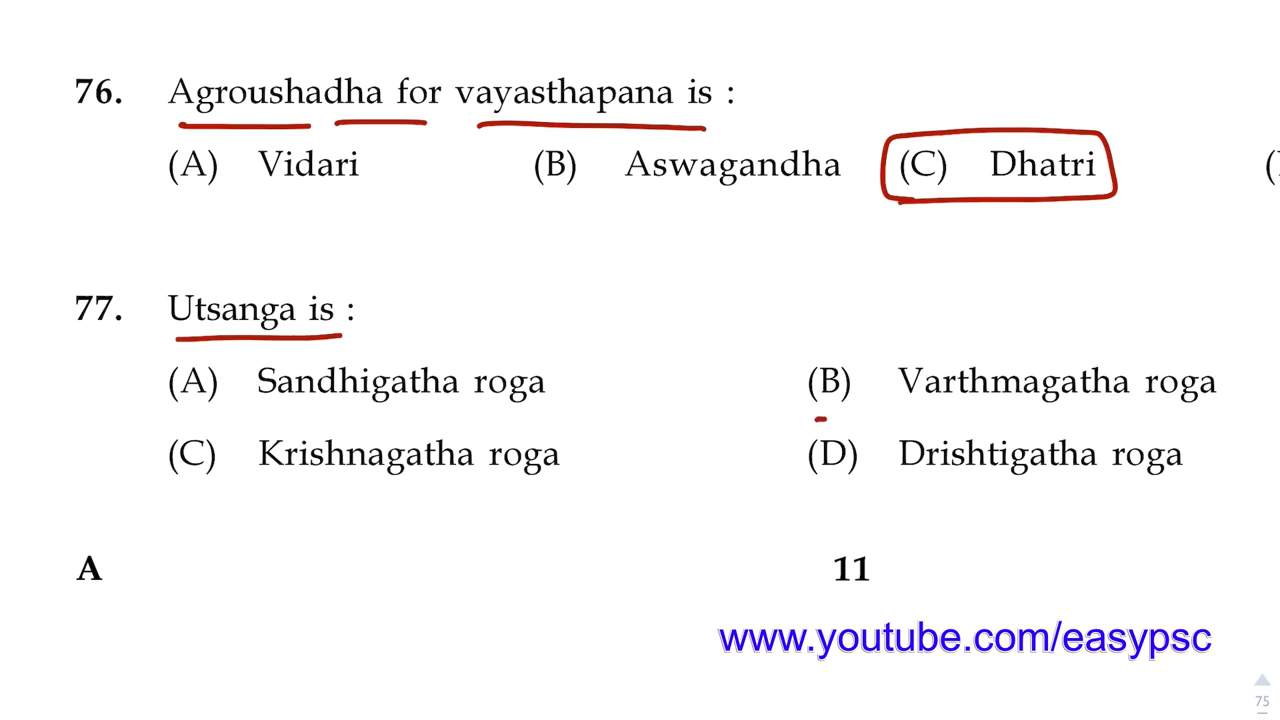 76. Agroushadha for vayasthapana is :
(A) Vidari (B) Aswagandha (C) Dhatri (
77. Utsanga is :
(A) Sandhigatha roga (B) Varthmagatha roga
(C) Krishnagatha roga (D) Drishtigatha roga
A 11
www.youtube.com/easypsc
75